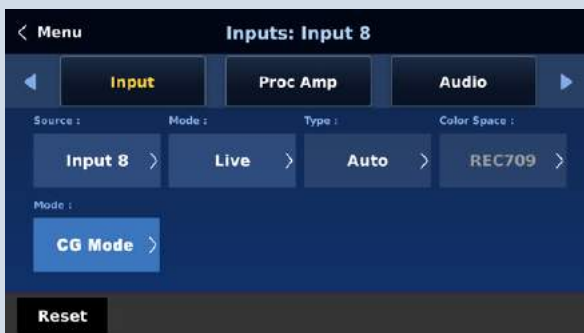 Menu
Inputs: Input 8
Input
Proc Amp
Audio
Source :
Mode :
Type :
Color Space :
Input 8
Live
Auto
REC709
Mode :
CG Mode
Reset